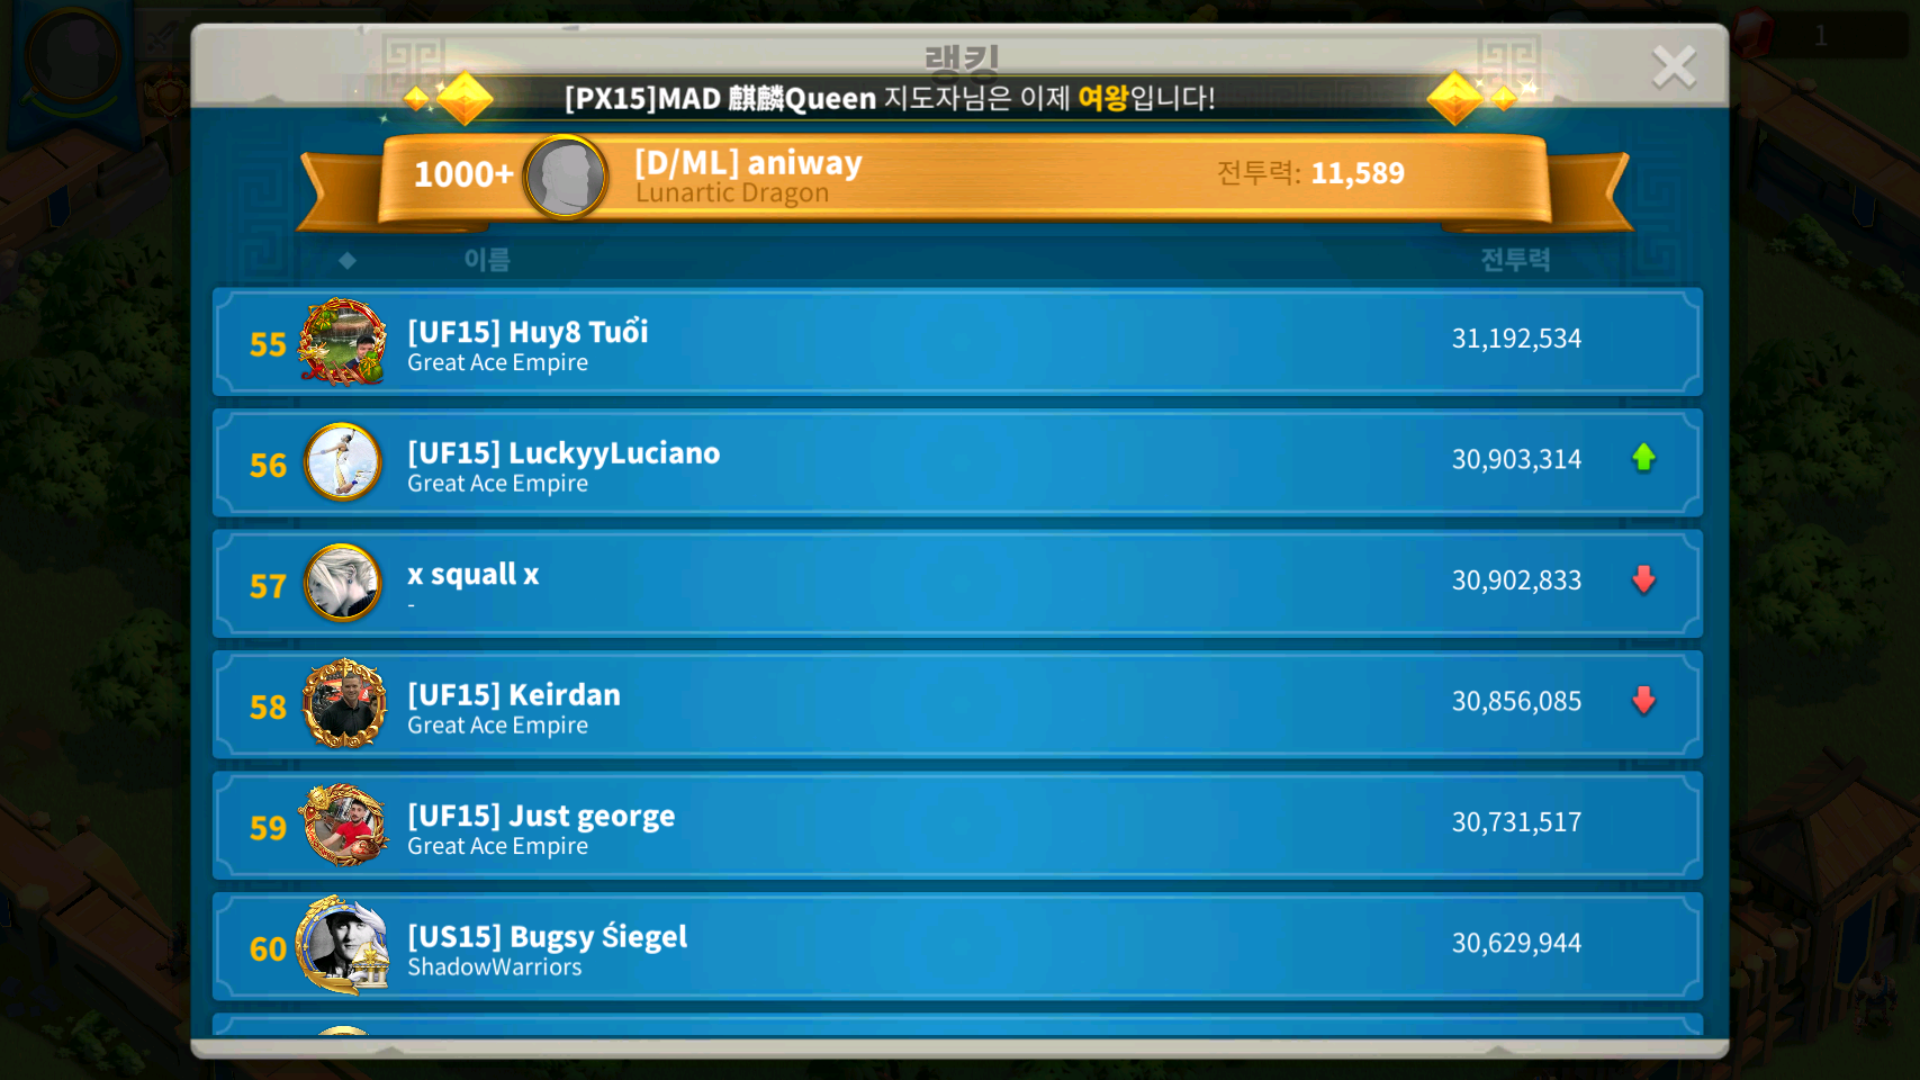 랭킹
1
[PX15]MAD 麒麟Queen 지도자님은 이제 여왕입니다!
1000+
[D/ML] aniway
Lunartic Dragon
전투력: 11,589
이름
전투력
55
[UF15] Huy8 Tuổi
Great Ace Empire
31,192,534
56
[UF15] LuckyyLuciano
Great Ace Empire
30,903,314
57
x squall x
-
30,902,833
58
[UF15] Keirdan
Great Ace Empire
30,856,085
59
[UF15] Just george
Great Ace Empire
30,731,517
60
[US15] Bugsy Śiegel
ShadowWarriors
30,629,944